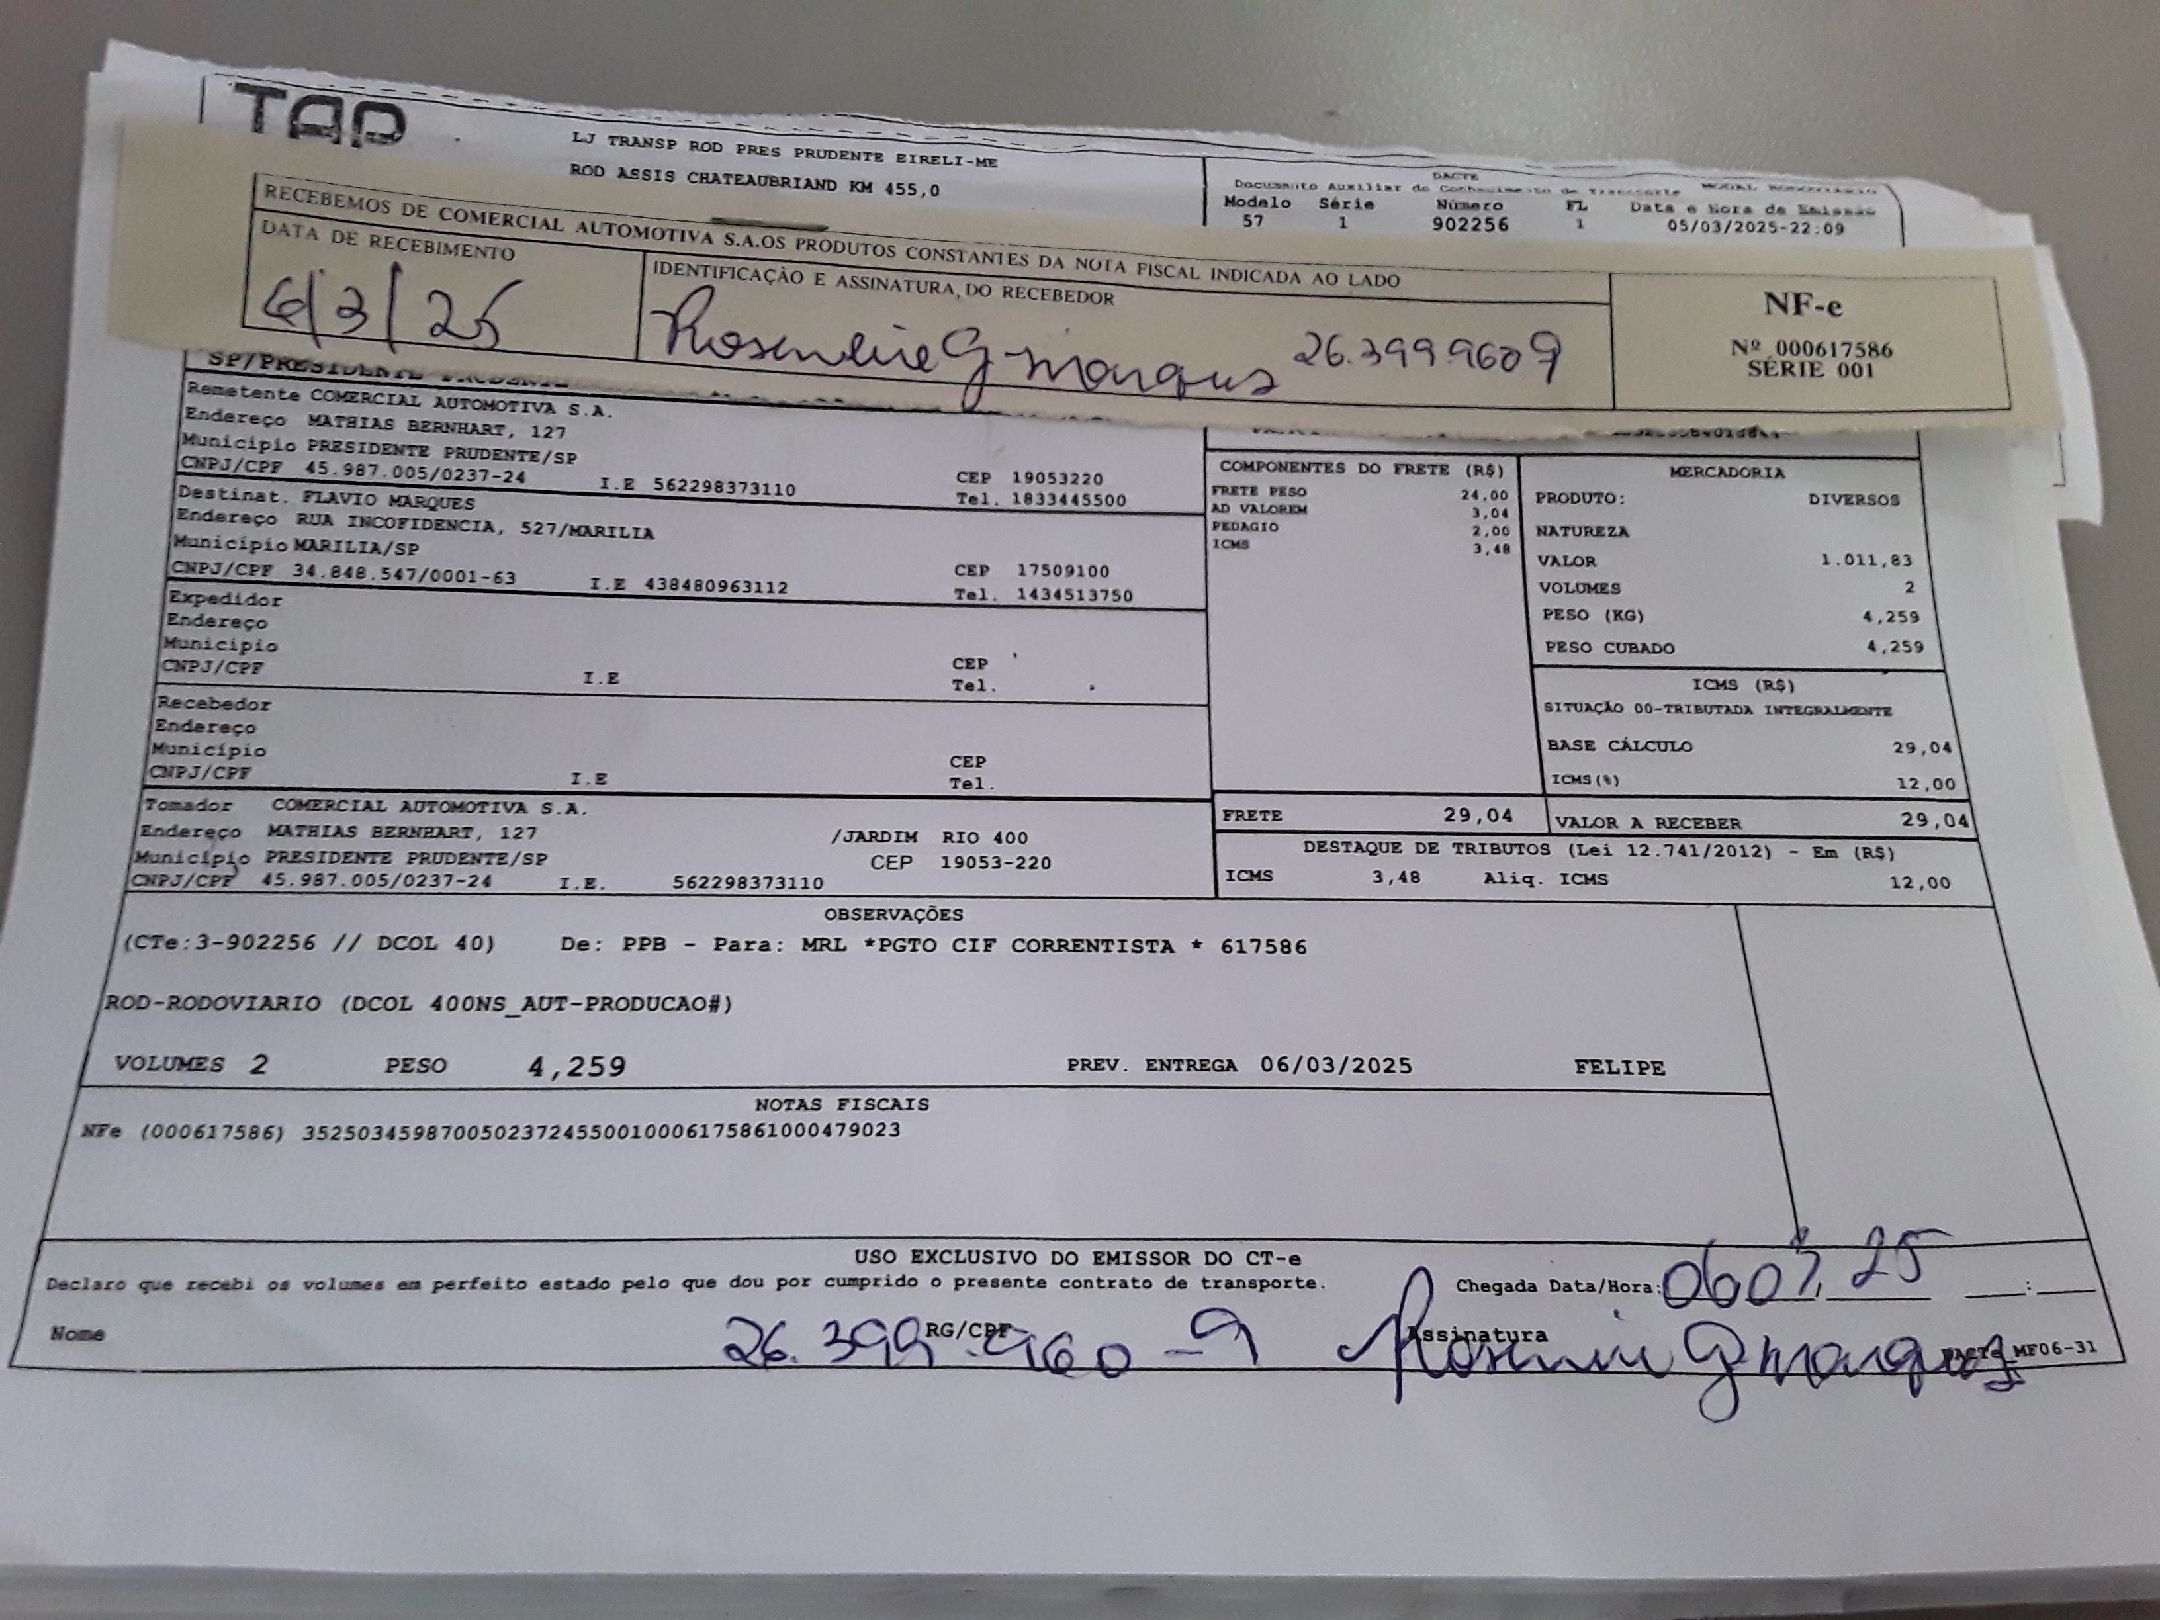 TAP
LJ TRANSP ROD PRES PRUDENTE EIRELI-ME
ROD ASSIS CHATEAUBRIAND KM 455,0
DACTE
Documento Auxiliar do Conhecimento de Transporte MODAL RODOVIÁRIO
Modelo Série Número FL Data e Hora de Emissão
57 1 902256 1 05/03/2025-22:09
RECEBEMOS DE COMERCIAL AUTOMOTIVA S.A.OS PRODUTOS CONSTANTES DA NOTA FISCAL INDICADA AO LADO
DATA DE RECEBIMENTO
6/3/25
IDENTIFICAÇÃO E ASSINATURA DO RECEBEDOR
Rosemeire G Marques 26.399.960 9
NF-e
Nº 000617586
SÉRIE 001
SP/PRESIDENTE PRUDENTE
Remetente COMERCIAL AUTOMOTIVA S.A.
Endereço MATHIAS BERNHART, 127
Município PRESIDENTE PRUDENTE/SP
CNPJ/CPF 45.987.005/0237-24 I.E 562298373110
CEP 19053220
Tel. 1833445500
Destinat. FLAVIO MARQUES
Endereço RUA INCOFIDENCIA, 527/MARILIA
Município MARILIA/SP
CNPJ/CPF 34.848.547/0001-63 I.E 438480963112
CEP 17509100
Tel. 1434513750
Expedidor
Endereço
Município
CNPJ/CPF I.E
CEP
Tel.
Recebedor
Endereço
Município
CNPJ/CPF I.E
CEP
Tel.
Tomador COMERCIAL AUTOMOTIVA S.A.
Endereço MATHIAS BERNHART, 127 /JARDIM RIO 400
Município PRESIDENTE PRUDENTE/SP CEP 19053-220
CNPJ/CPF 45.987.005/0237-24 I.E. 562298373110
COMPONENTES DO FRETE (R$)
FRETE PESO 24,00
AD VALOREM 3,04
PEDAGIO 2,00
ICMS 3,48
MERCADORIA
PRODUTO: DIVERSOS
NATUREZA
VALOR 1.011,83
VOLUMES 2
PESO (KG) 4,259
PESO CUBADO 4,259
ICMS (R$)
SITUAÇÃO 00-TRIBUTADA INTEGRALMENTE
BASE CÁLCULO 29,04
ICMS(%) 12,00
FRETE 29,04 VALOR A RECEBER 29,04
DESTAQUE DE TRIBUTOS (Lei 12.741/2012) - Em (R$)
ICMS 3,48 Aliq. ICMS 12,00
OBSERVAÇÕES
(CTe:3-902256 // DCOL 40) De: PPB - Para: MRL *PGTO CIF CORRENTISTA * 617586
ROD-RODOVIARIO (DCOL 400NS_AUT-PRODUCAO#)
VOLUMES 2 PESO 4,259 PREV. ENTREGA 06/03/2025 FELIPE
NOTAS FISCAIS
NFe (000617586) 35250345987005023724550010006175861000479023
USO EXCLUSIVO DO EMISSOR DO CT-e
Declaro que recebi os volumes em perfeito estado pelo que dou por cumprido o presente contrato de transporte.
Chegada Data/Hora: 06 03 25 __:__
Nome RG/CPF 26.399.960-9 Assinatura Rosemeire G Marques MF06-31